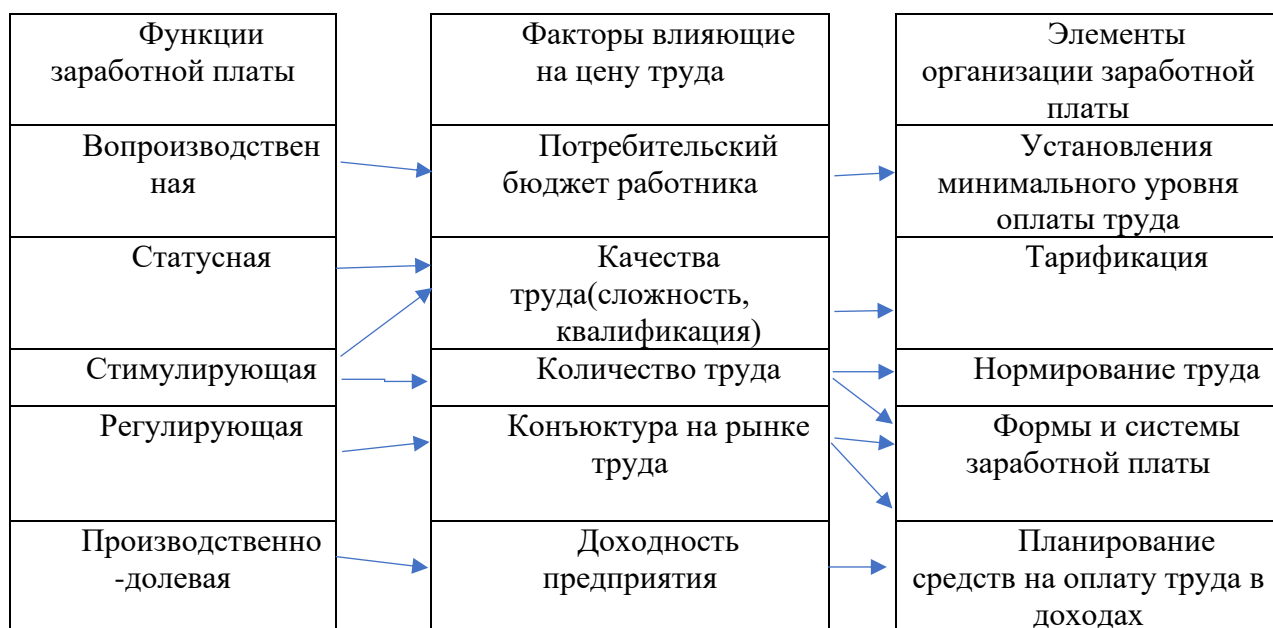 Функции
заработной платы
Факторы влияющие
на цену труда
Элементы
организации заработной
платы
Вопроизводствен
ная
Потребительский
бюджет работника
Установления
минимального уровня
оплаты труда
Статусная
Качества
труда(сложность,
квалификация)
Тарификация
Стимулирующая
Количество труда
Нормирование труда
Регулирующая
Конъюктура на рынке
труда
Формы и системы
заработной платы
Производственно
-долевая
Доходность
предприятия
Планирование
средств на оплату труда в
доходах